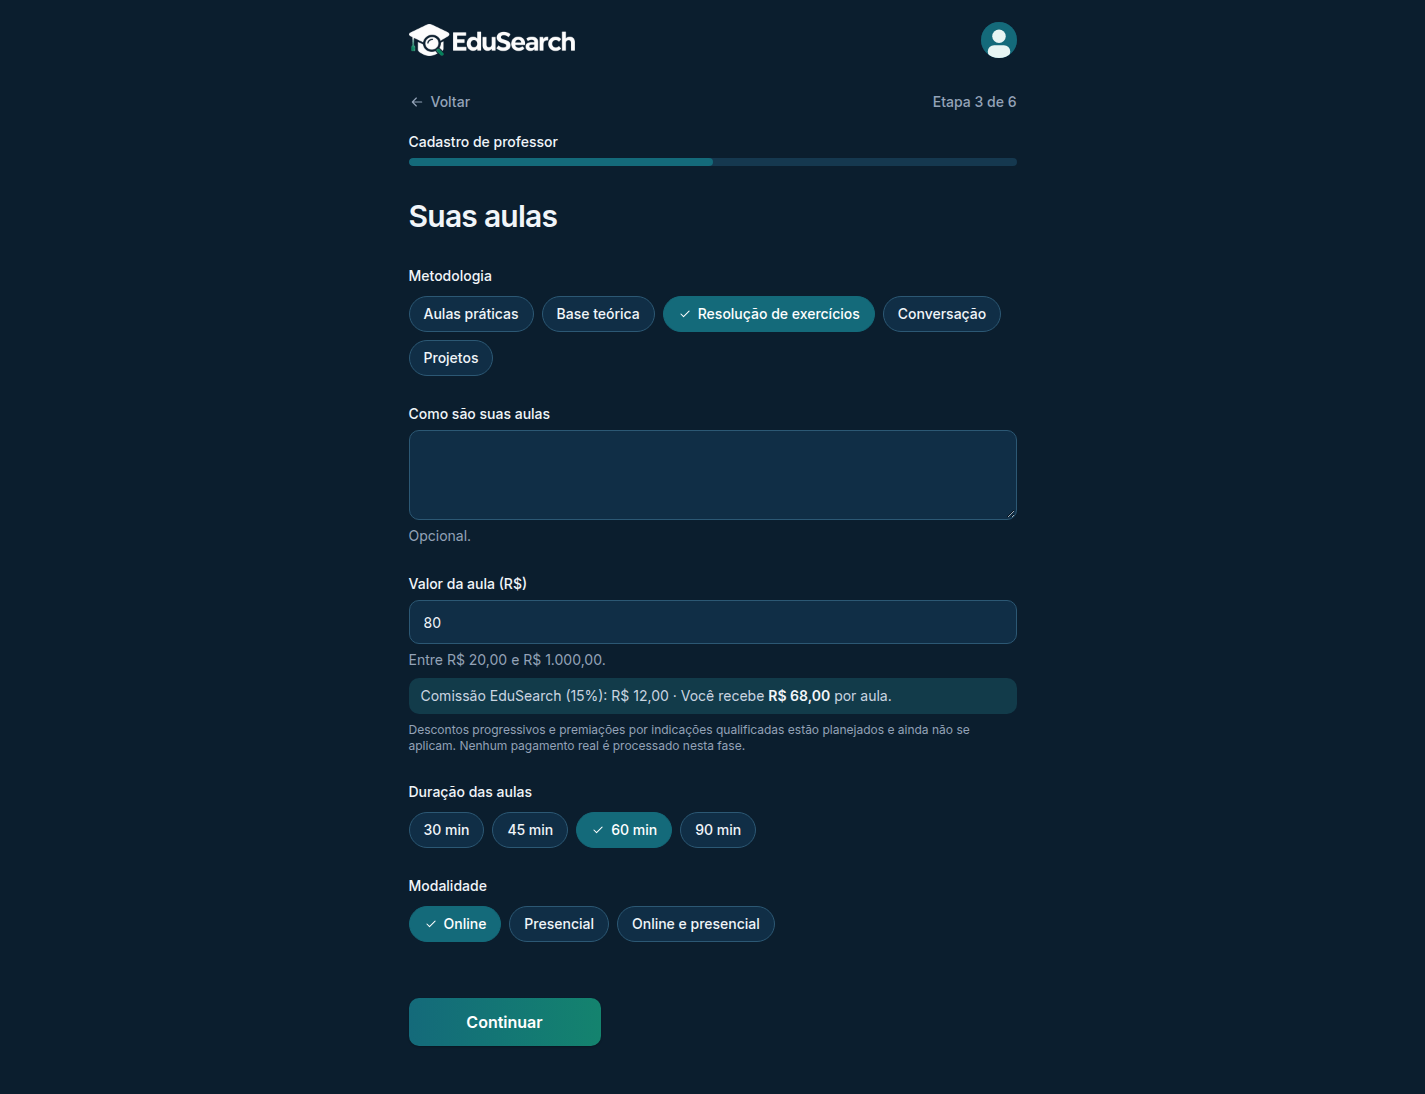 EduSearch
Voltar
Etapa 3 de 6
Cadastro de professor
Suas aulas
Metodologia
Aulas práticas
Base teórica
Resolução de exercícios
Conversação
Projetos
Como são suas aulas
Opcional.
Valor da aula (R$)
80
Entre R$ 20,00 e R$ 1.000,00.
Comissão EduSearch (15%): R$ 12,00 · Você recebe R$ 68,00 por aula.
Descontos progressivos e premiações por indicações qualificadas estão planejados e ainda não se
aplicam. Nenhum pagamento real é processado nesta fase.
Duração das aulas
30 min
45 min
60 min
90 min
Modalidade
Online
Presencial
Online e presencial
Continuar